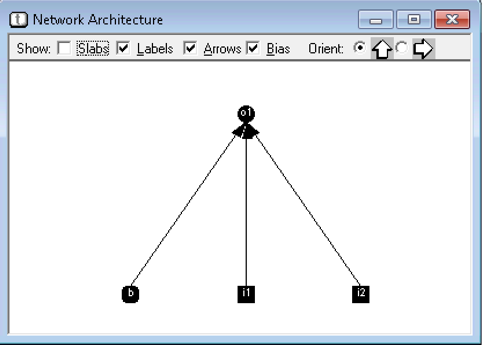 t Network Architecture
Show: Slabs Labels Arrows Bias Orient:
o1
b i1 i2